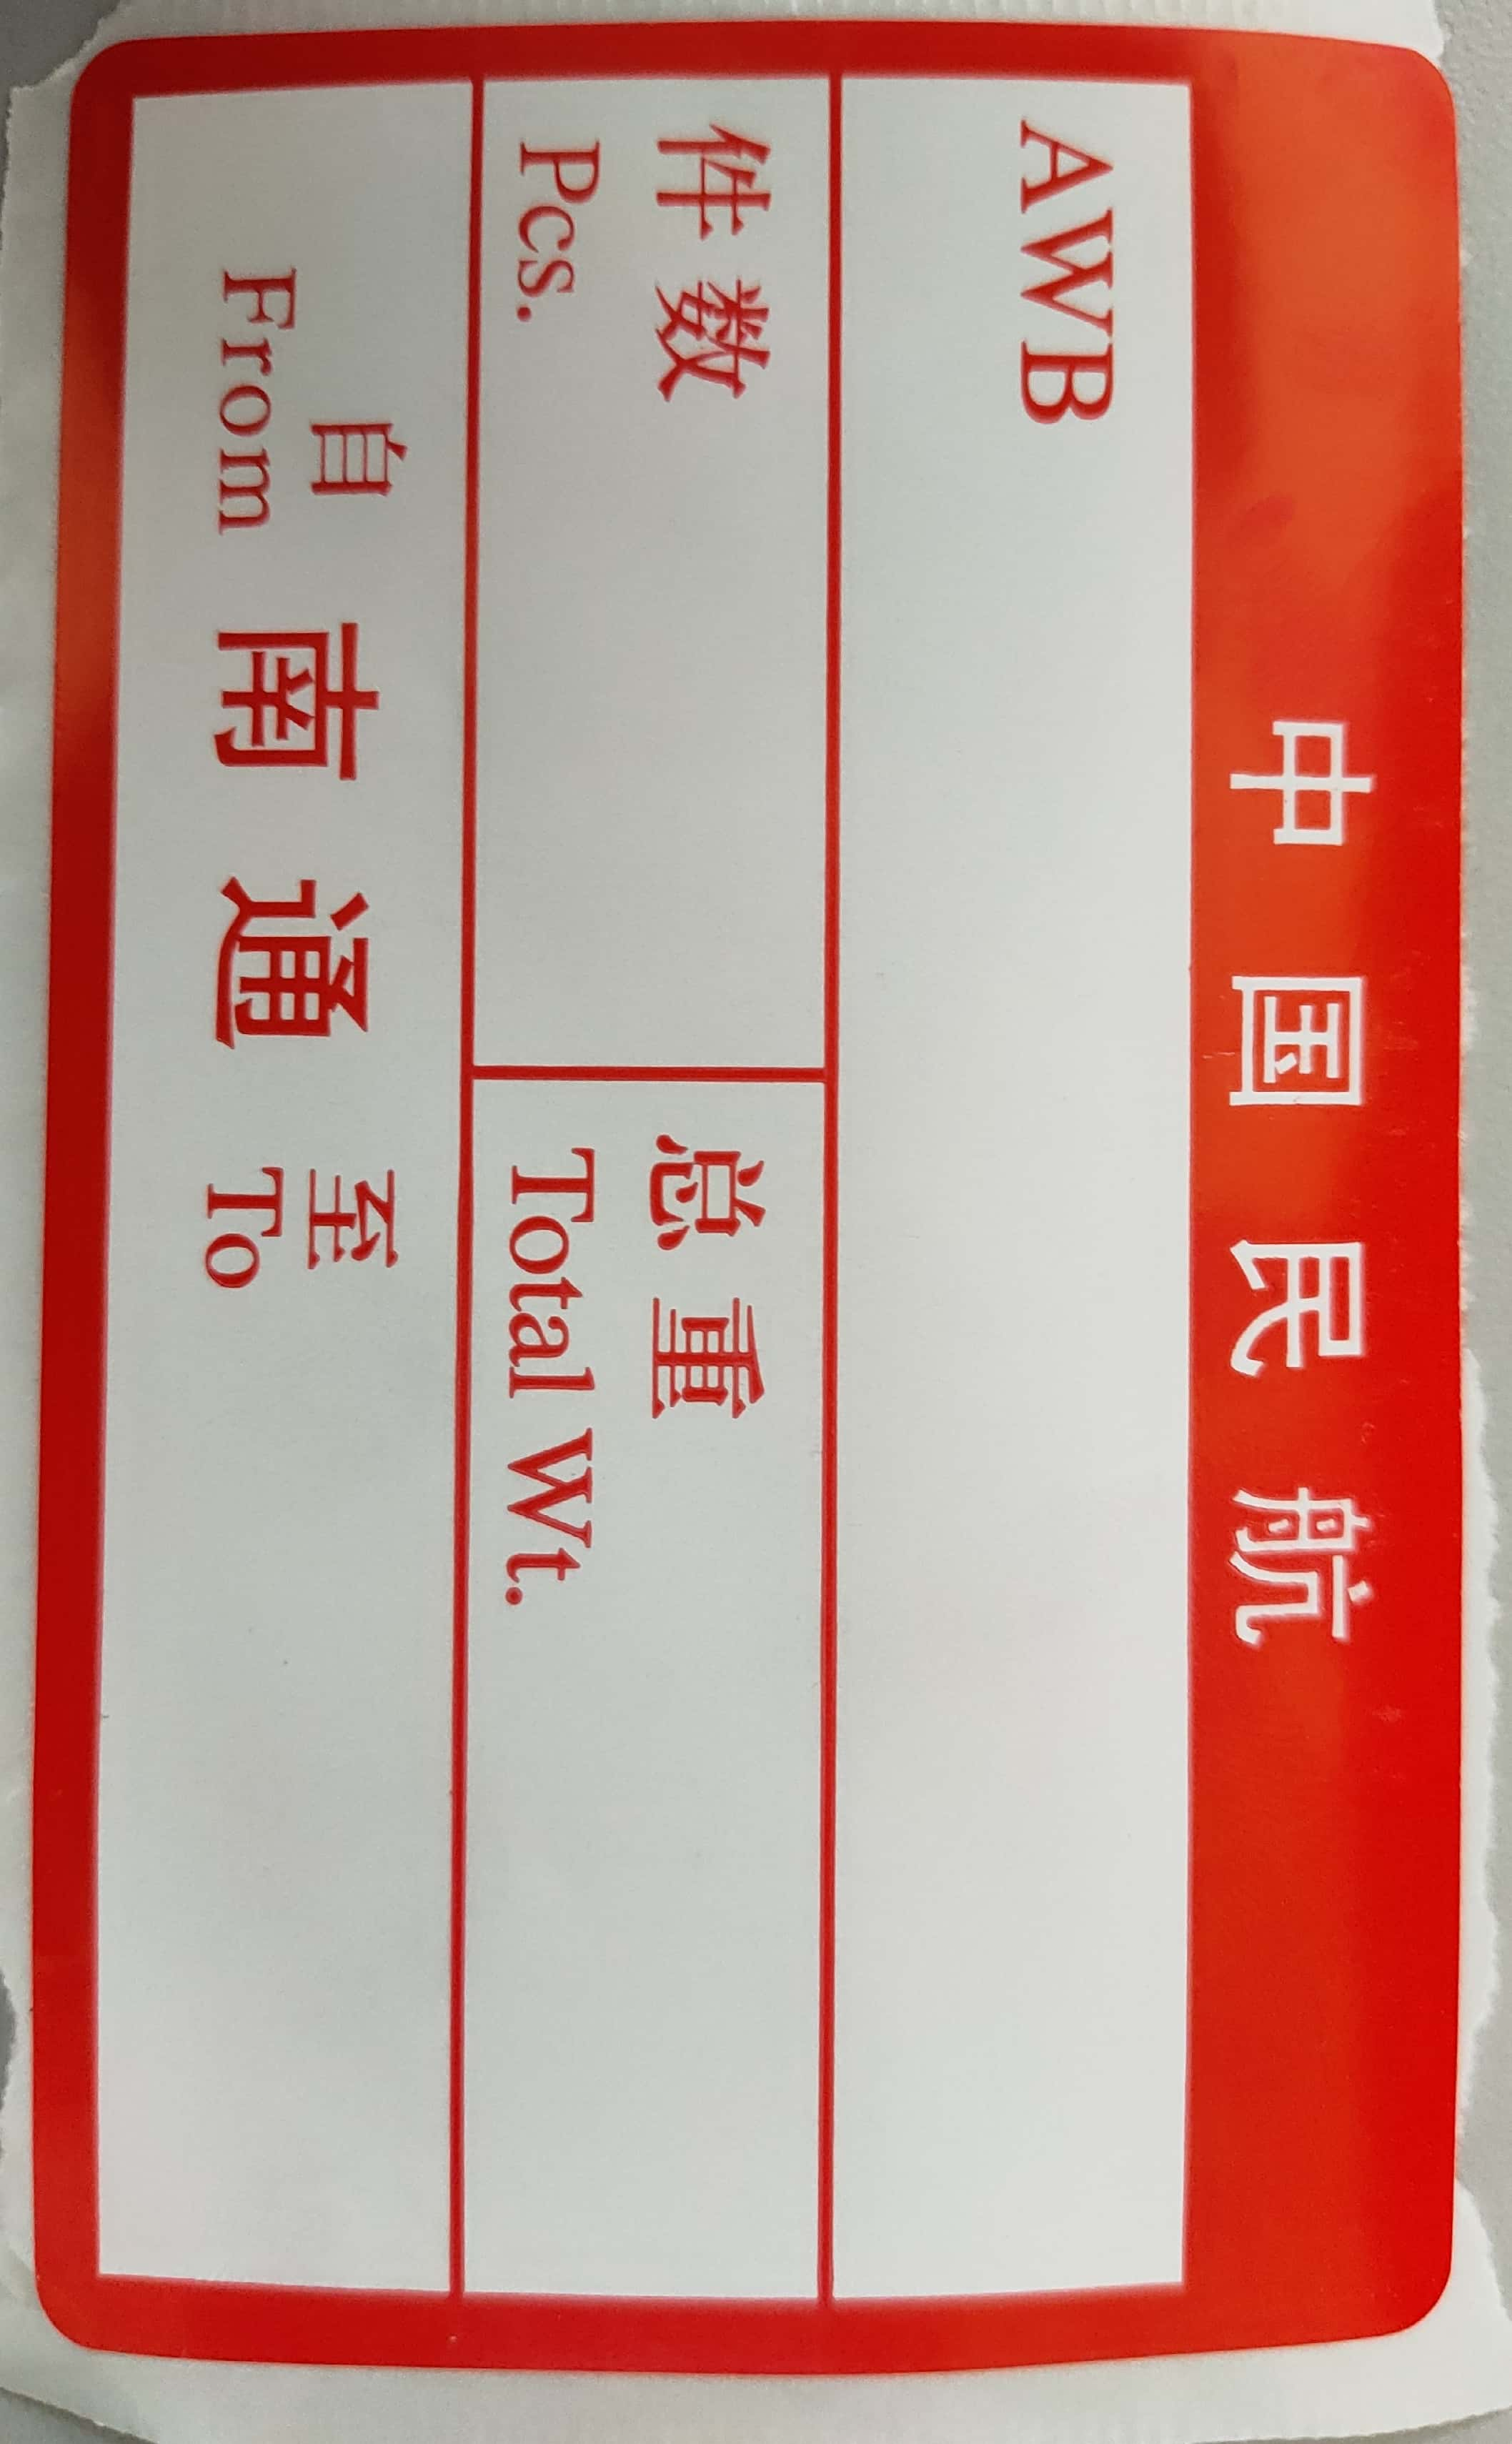 中国民航
AWB
件数
Pcs.
总重
Total Wt.
自
From
南通
至
To